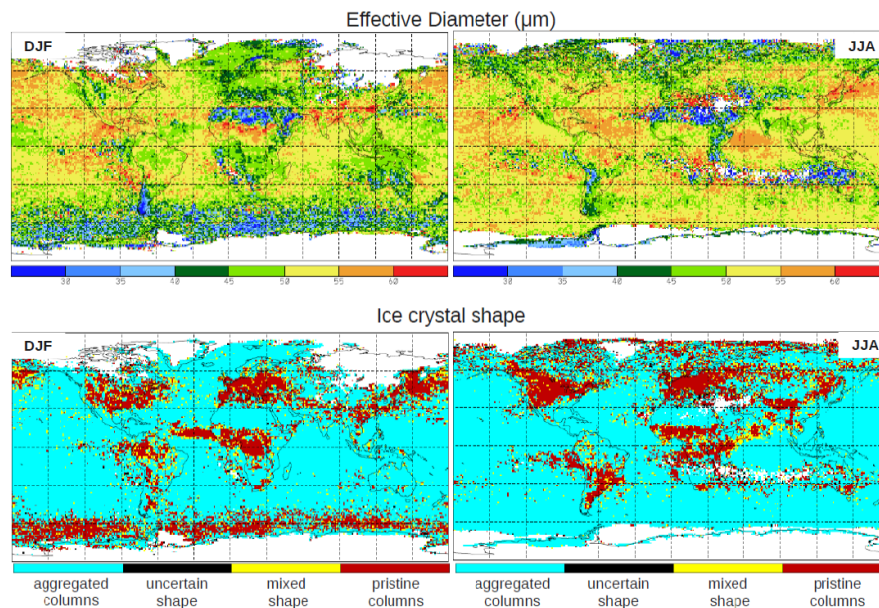 Effective Diameter (µm)
DJF JJA
30 35 40 45 50 55 60 30 35 40 45 50 55 60
Ice crystal shape
DJF JJA
aggregated uncertain mixed pristine aggregated uncertain mixed pristine
columns shape shape columns columns shape shape columns